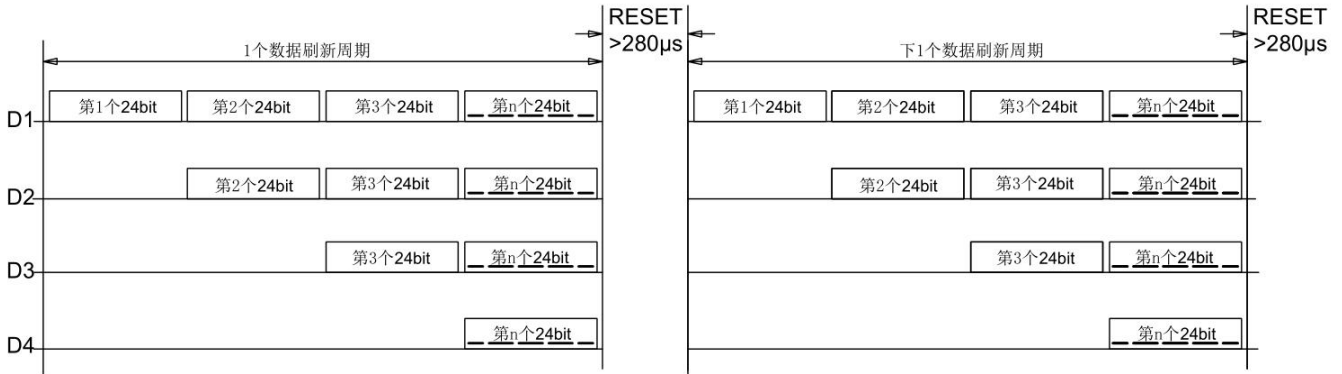 RESET
>280μs
RESET
>280μs
1个数据刷新周期
下1个数据刷新周期
D1
第1个24bit
第2个24bit
第3个24bit
第n个24bit
第1个24bit
第2个24bit
第3个24bit
第n个24bit
D2
第2个24bit
第3个24bit
第n个24bit
第2个24bit
第3个24bit
第n个24bit
D3
第3个24bit
第n个24bit
第3个24bit
第n个24bit
D4
第n个24bit
第n个24bit